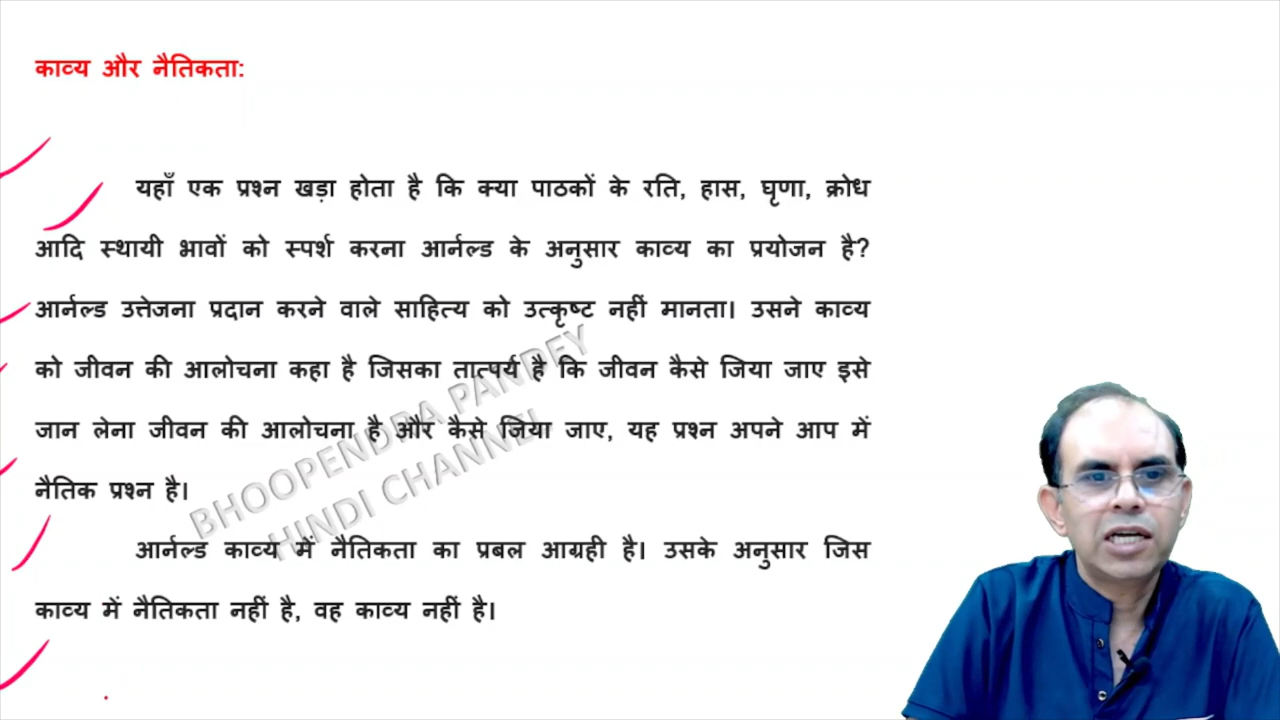 काव्य और नैतिकता:
यहाँ एक प्रश्न खड़ा होता है कि क्या पाठकों के रति, हास, घृणा, क्रोध
आदि स्थायी भावों को स्पर्श करना आर्नल्ड के अनुसार काव्य का प्रयोजन है?
आर्नल्ड उत्तेजना प्रदान करने वाले साहित्य को उत्कृष्ट नहीं मानता। उसने काव्य
को जीवन की आलोचना कहा है जिसका तात्पर्य है कि जीवन कैसे जिया जाए इसे
जान लेना जीवन की आलोचना है और कैसे जिया जाए, यह प्रश्न अपने आप में
नैतिक प्रश्न है।
आर्नल्ड काव्य में नैतिकता का प्रबल आग्रही है। उसके अनुसार जिस
काव्य में नैतिकता नहीं है, वह काव्य नहीं है।
BHOOPENDRA PANDEY
HINDI CHANNEL